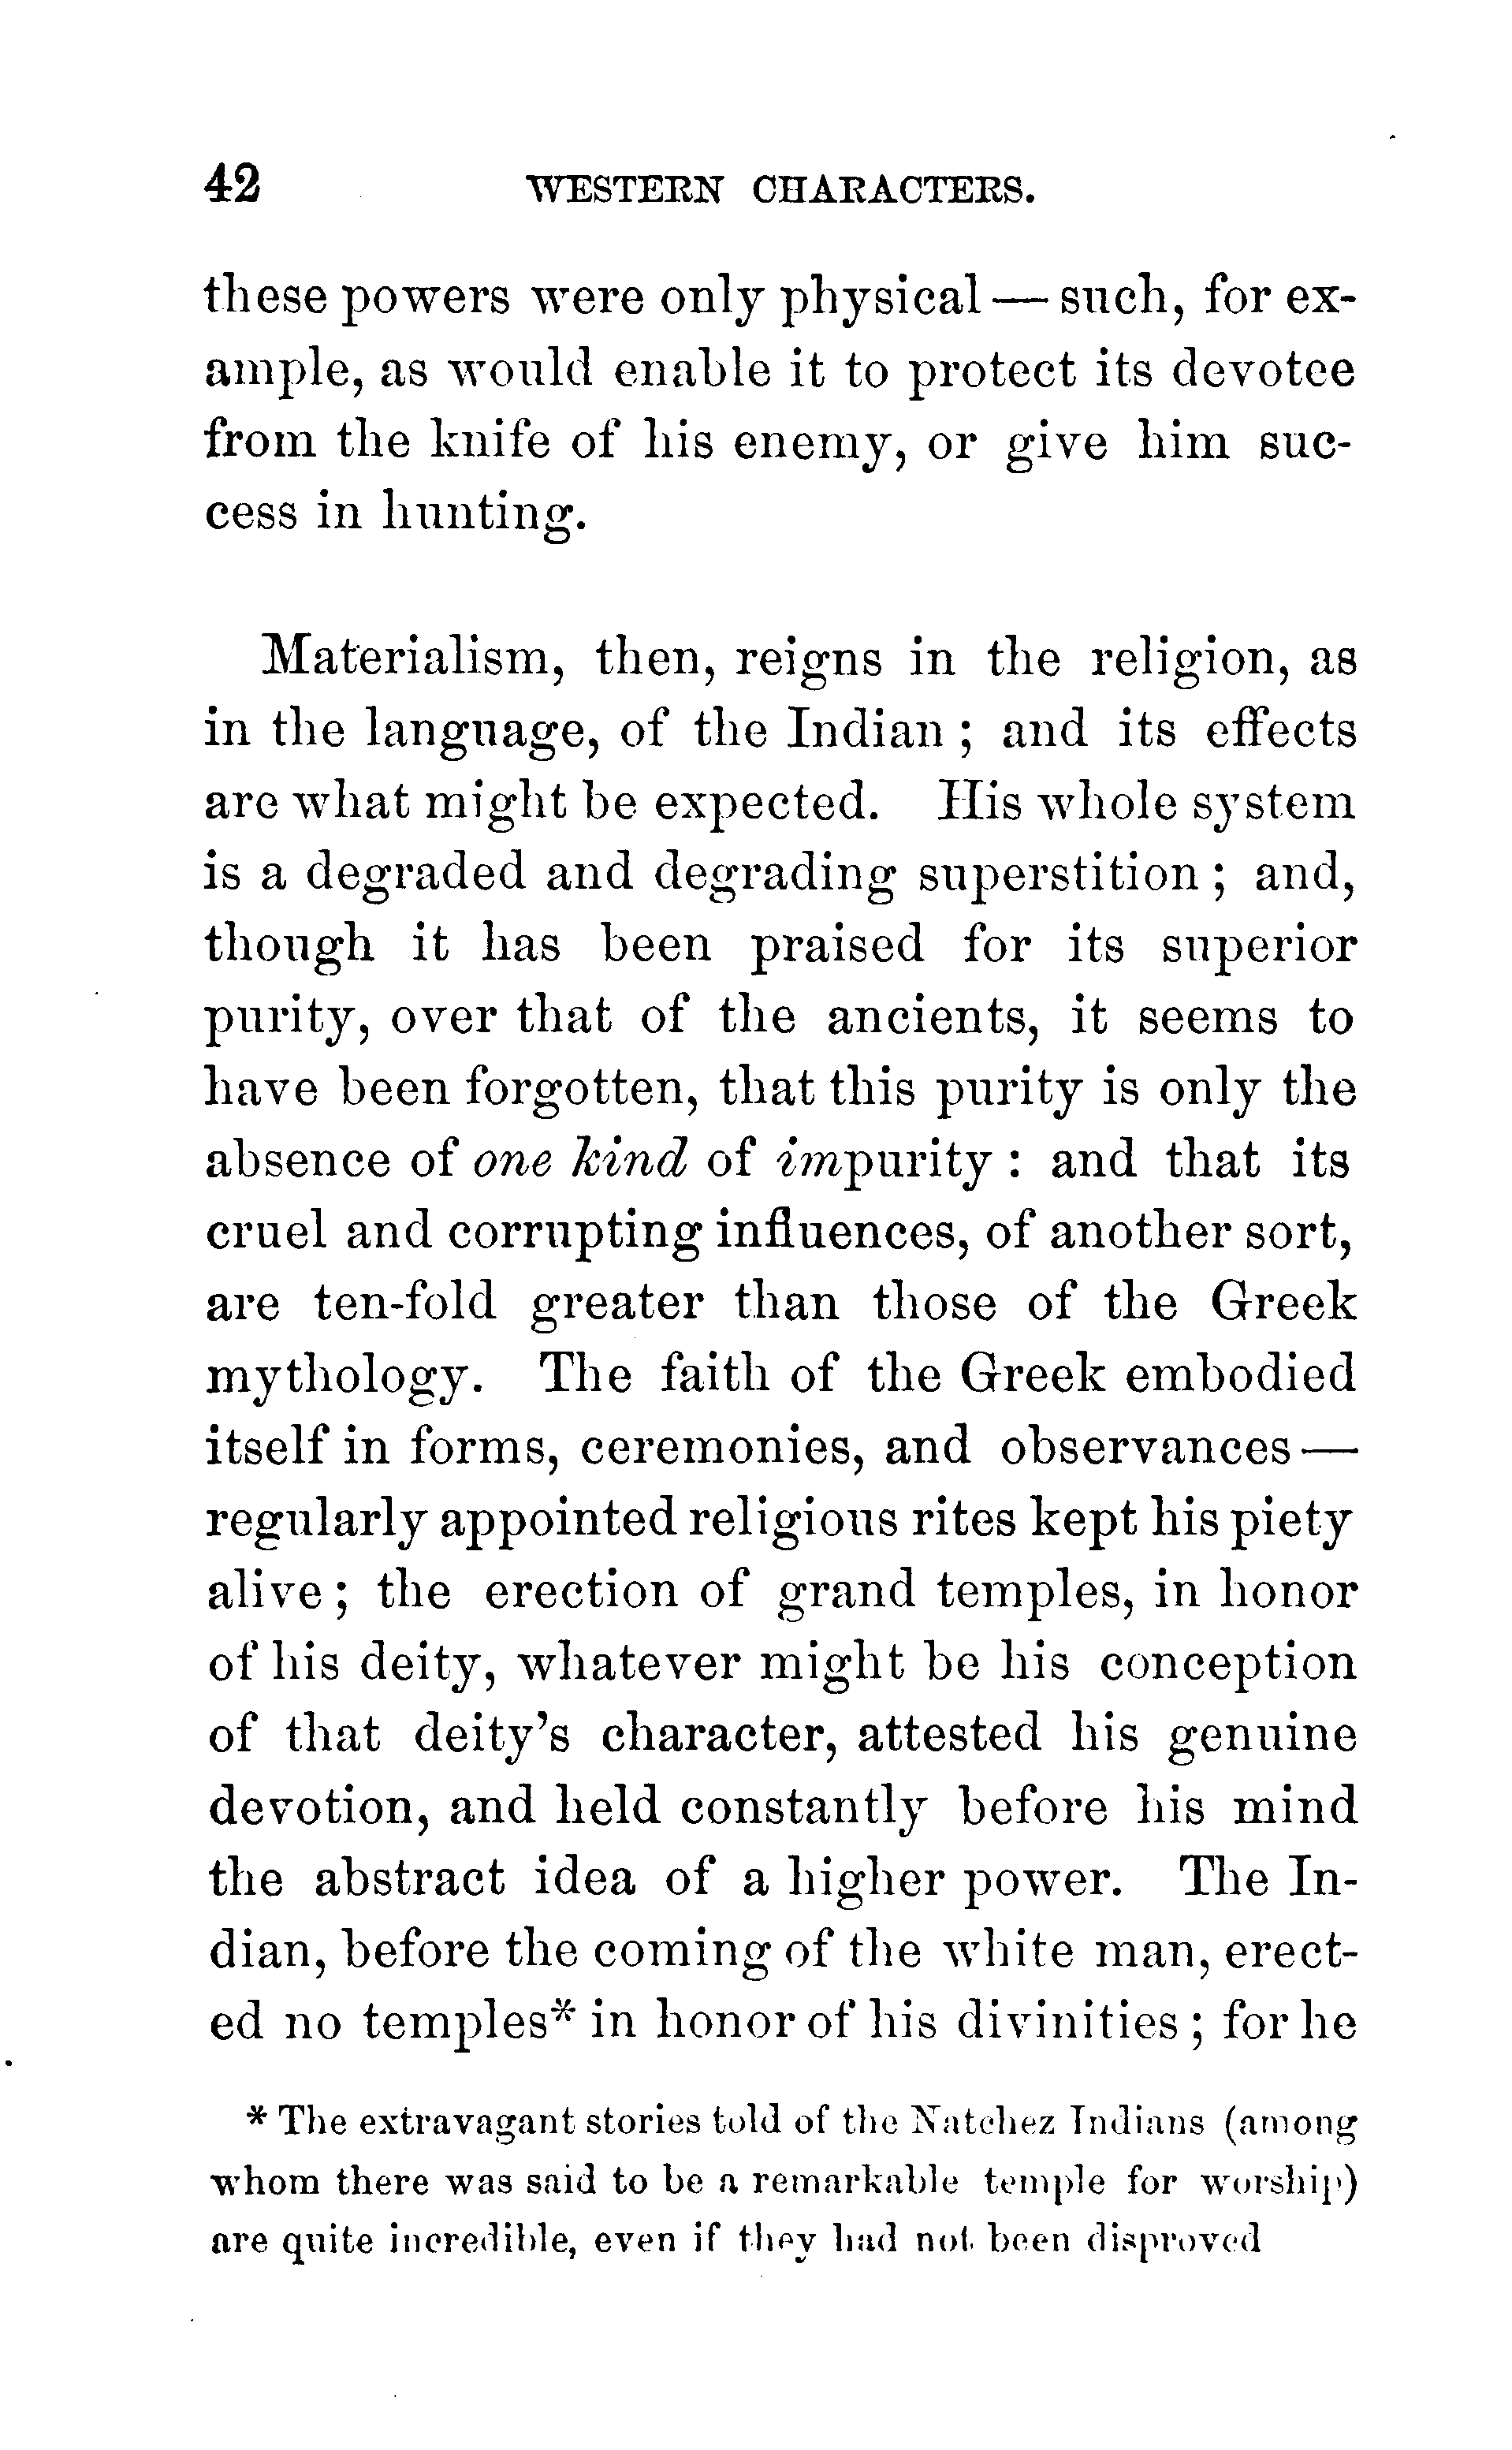 42 WESTERN CHARACTERS.
these powers were only physical — such, for ex-
ample, as would enable it to protect its devotee
from the knife of his enemy, or give him suc-
cess in hunting.
Materialism, then, reigns in the religion, as
in the language, of the Indian ; and its effects
are what might be expected. His whole system
is a degraded and degrading superstition ; and,
though it has been praised for its superior
purity, over that of the ancients, it seems to
have been forgotten, that this purity is only the
absence of one kind of impurity : and that its
cruel and corrupting influences, of another sort,
are ten-fold greater than those of the Greek
mythology. The faith of the Greek embodied
itself in forms, ceremonies, and observances —
regularly appointed religious rites kept his piety
alive ; the erection of grand temples, in honor
of his deity, whatever might be his conception
of that deity's character, attested his genuine
devotion, and held constantly before his mind
the abstract idea of a higher power. The In-
dian, before the coming of the white man, erect-
ed no temples* in honor of his divinities ; for he
* The extravagant stories told of the Natchez Indians (among
whom there was said to be a remarkable temple for worship)
are quite incredible, even if they had not been disproved